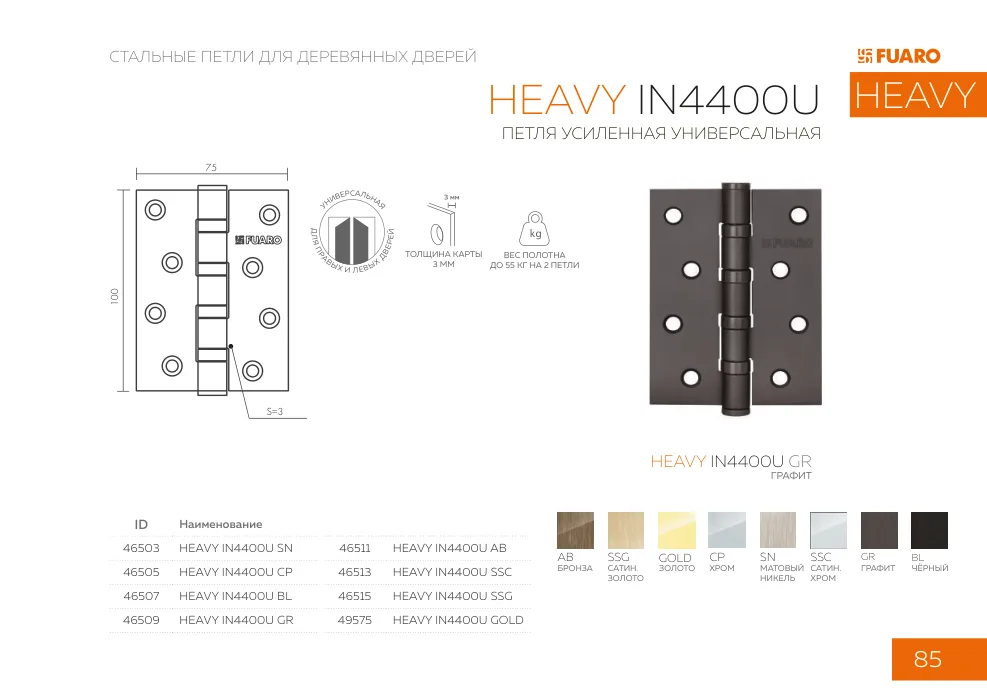 СТАЛЬНЫЕ ПЕТЛИ ДЛЯ ДЕРЕВЯННЫХ ДВЕРЕЙ
FUARO
HEAVY
HEAVY IN4400U
ПЕТЛЯ УСИЛЕННАЯ УНИВЕРСАЛЬНАЯ
75
100
FUARO
S=3
УНИВЕРСАЛЬНАЯ
ДЛЯ ПРАВЫХ И ЛЕВЫХ ДВЕРЕЙ
3 мм
ТОЛЩИНА КАРТЫ
3 ММ
kg
ВЕС ПОЛОТНА
ДО 55 КГ НА 2 ПЕТЛИ
FUARO
HEAVY IN4400U GR
ГРАФИТ
ID Наименование
46503 HEAVY IN4400U SN
46505 HEAVY IN4400U CP
46507 HEAVY IN4400U BL
46509 HEAVY IN4400U GR
46511 HEAVY IN4400U AB
46513 HEAVY IN4400U SSC
46515 HEAVY IN4400U SSG
49575 HEAVY IN4400U GOLD
AB
БРОНЗА
SSG
САТИН.
ЗОЛОТО
GOLD
ЗОЛОТО
CP
ХРОМ
SN
МАТОВЫЙ
НИКЕЛЬ
SSC
САТИН.
ХРОМ
GR
ГРАФИТ
BL
ЧЁРНЫЙ
85